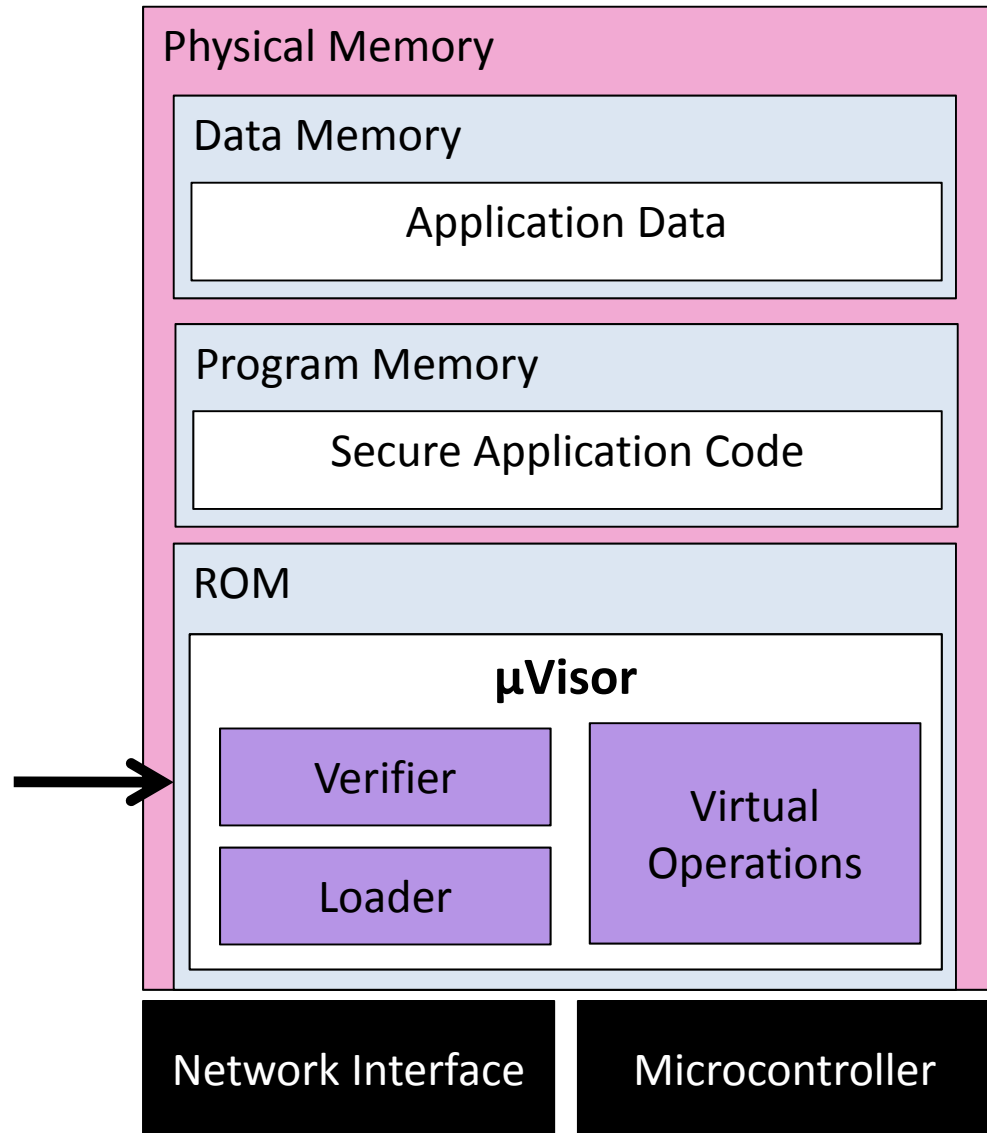 Physical Memory
Data Memory
Application Data
Program Memory
Secure Application Code
ROM
µVisor
Verifier
Loader
Virtual
Operations
Network Interface
Microcontroller